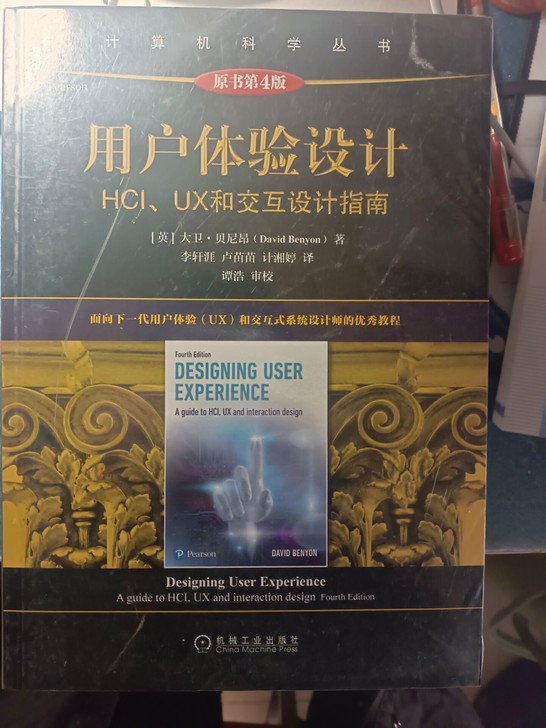 计算机科学丛书
Pearson
原书第4版
用户体验设计
HCI、UX和交互设计指南
[英] 大卫·贝尼昂（David Benyon）著
李轩涯 卢苗苗 计湘婷 译
谭浩 审校
面向下一代用户体验（UX）和交互式系统设计师的优秀教程
Fourth Edition
DESIGNING USER
EXPERIENCE
A guide to HCI, UX and interaction design
Pearson
DAVID BENYON
Designing User Experience
A guide to HCI, UX and interaction design Fourth Edition
机械工业出版社
China Machine Press